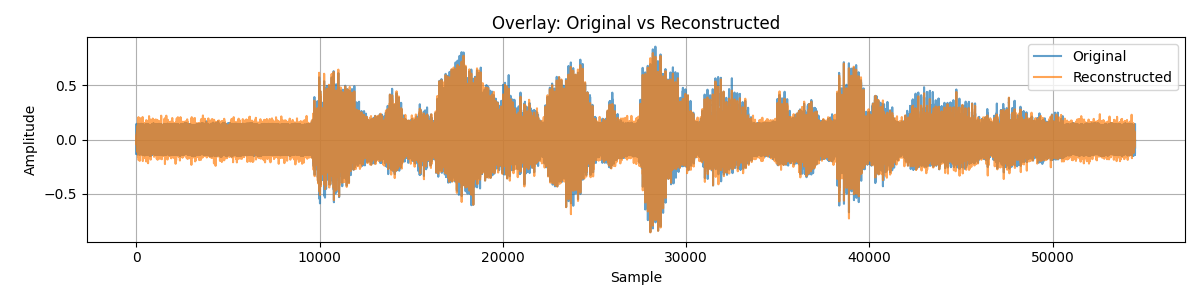 Overlay: Original vs Reconstructed
Original
Reconstructed
Amplitude
0.5
0.0
−0.5
0 10000 20000 30000 40000 50000
Sample